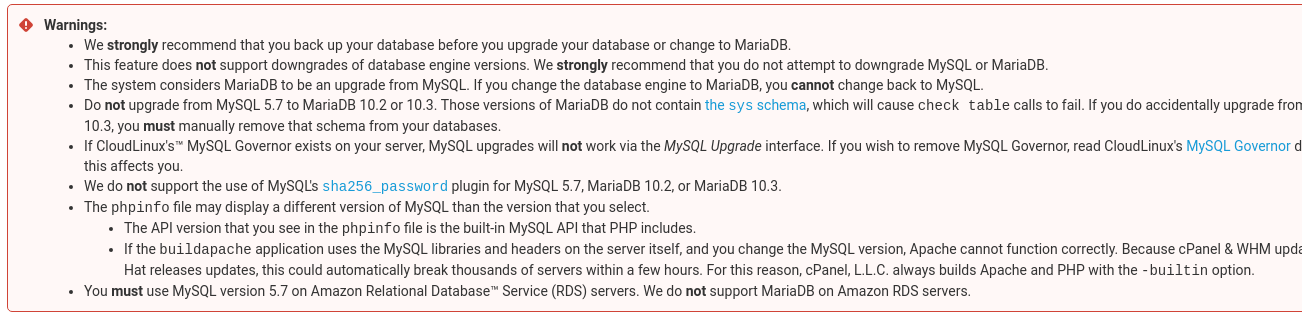 Warnings:
We strongly recommend that you back up your database before you upgrade your database or change to MariaDB.
This feature does not support downgrades of database engine versions. We strongly recommend that you do not attempt to downgrade MySQL or MariaDB.
The system considers MariaDB to be an upgrade from MySQL. If you change the database engine to MariaDB, you cannot change back to MySQL.
Do not upgrade from MySQL 5.7 to MariaDB 10.2 or 10.3. Those versions of MariaDB do not contain the sys schema, which will cause check table calls to fail. If you do accidentally upgrade from
10.3, you must manually remove that schema from your databases.
If CloudLinux's™ MySQL Governor exists on your server, MySQL upgrades will not work via the MySQL Upgrade interface. If you wish to remove MySQL Governor, read CloudLinux's MySQL Governor
this affects you.
We do not support the use of MySQL's sha256_password plugin for MySQL 5.7, MariaDB 10.2, or MariaDB 10.3.
The phpinfo file may display a different version of MySQL than the version that you select.
The API version that you see in the phpinfo file is the built-in MySQL API that PHP includes.
If the buildapache application uses the MySQL libraries and headers on the server itself, and you change the MySQL version, Apache cannot function correctly. Because cPanel & WHM
Hat releases updates, this could automatically break thousands of servers within a few hours. For this reason, cPanel, L.L.C. always builds Apache and PHP with the -builtin option.
You must use MySQL version 5.7 on Amazon Relational Database™ Service (RDS) servers. We do not support MariaDB on Amazon RDS servers.